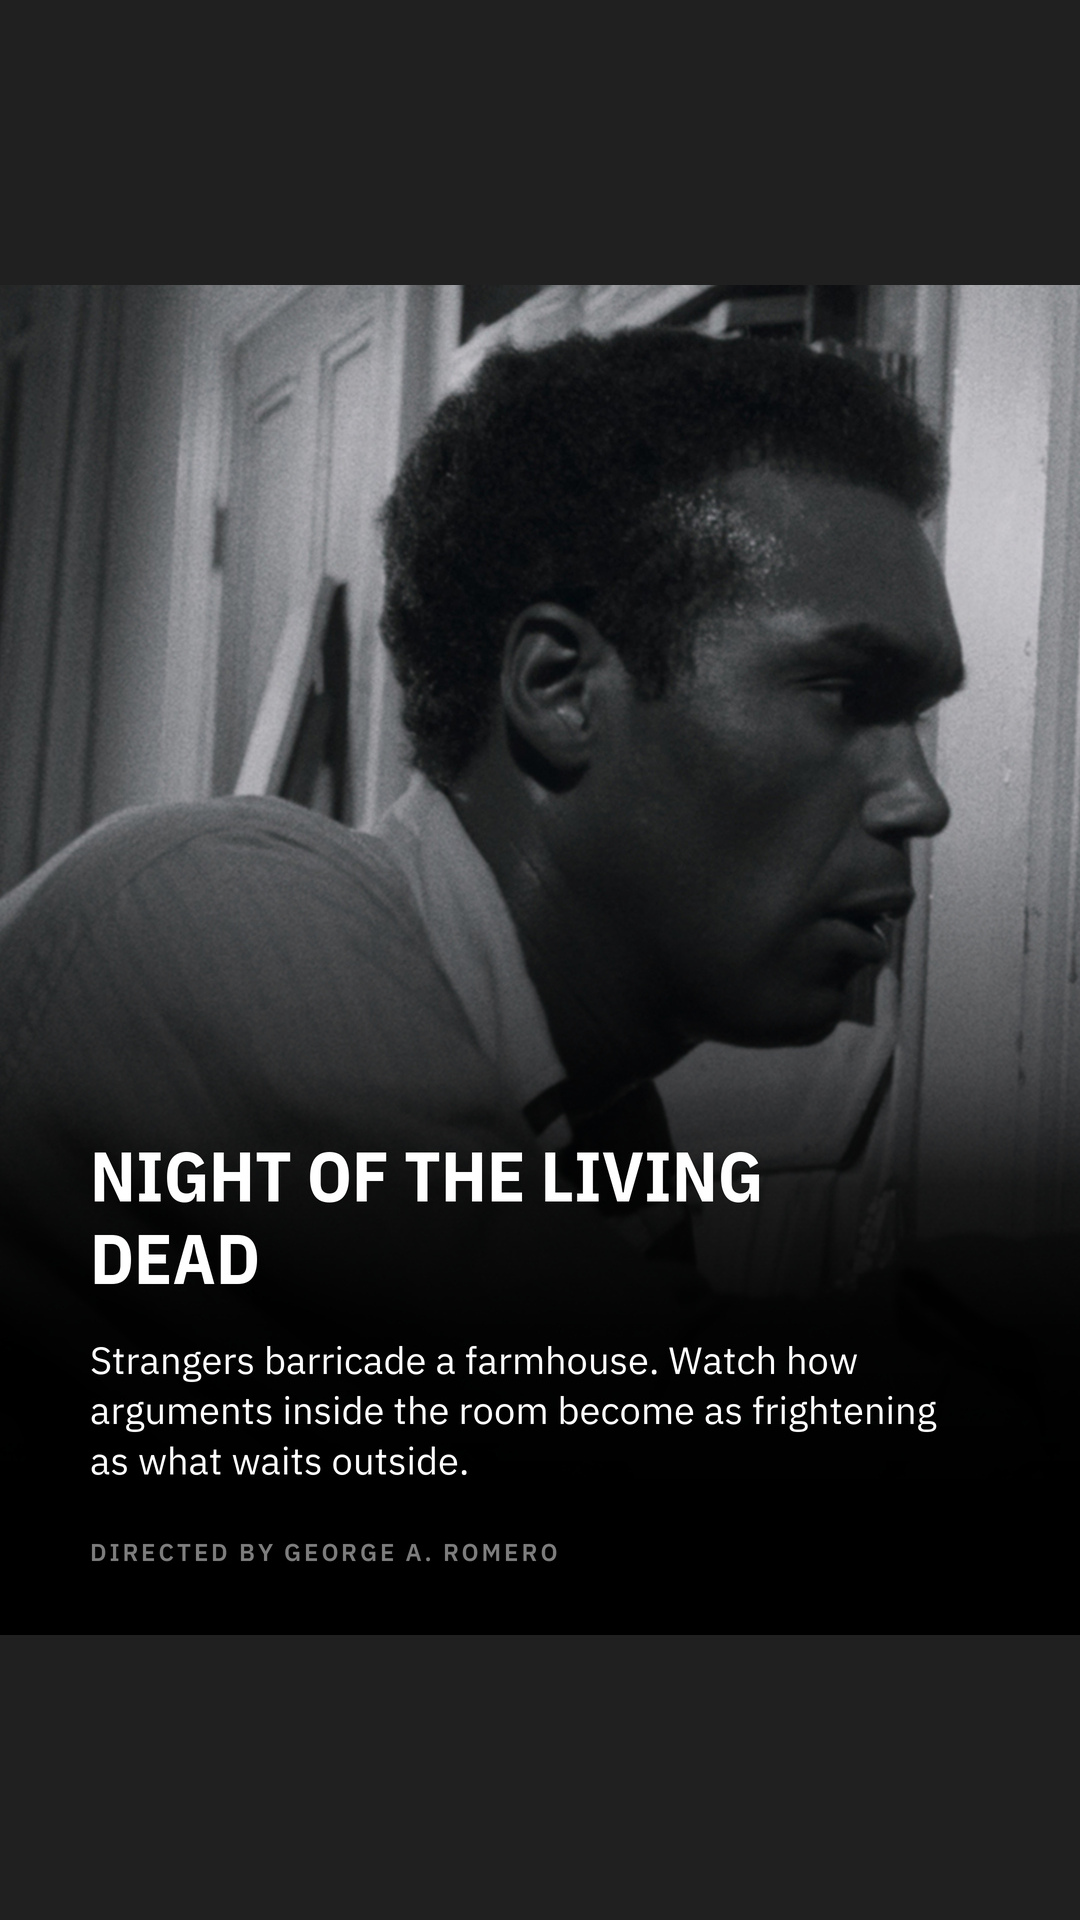 NIGHT OF THE LIVING
DEAD
Strangers barricade a farmhouse. Watch how
arguments inside the room become as frightening
as what waits outside.
DIRECTED BY GEORGE A. ROMERO